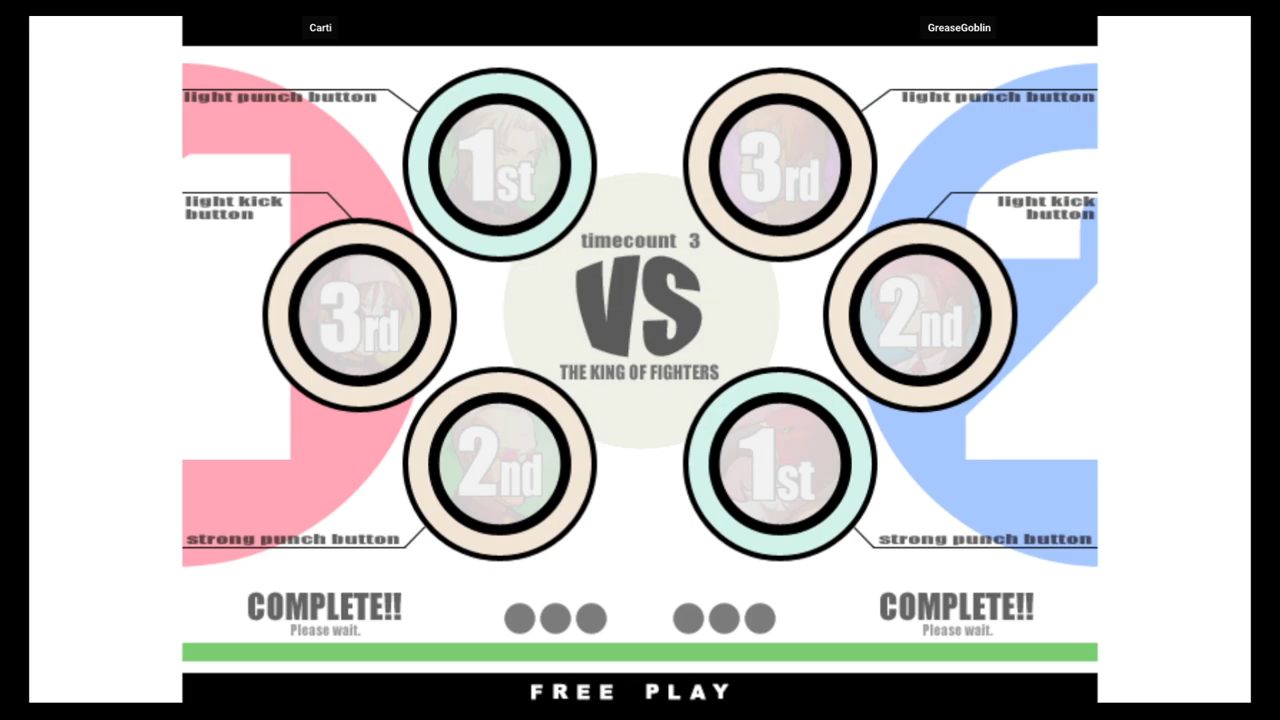 Carti
GreaseGoblin
light punch button
light punch button
1st
3rd
light kick
button
light kick
button
timecount 3
VS
THE KING OF FIGHTERS
3rd
2nd
2nd
1st
strong punch button
strong punch button
COMPLETE!!
Please wait.
COMPLETE!!
Please wait.
FREE PLAY